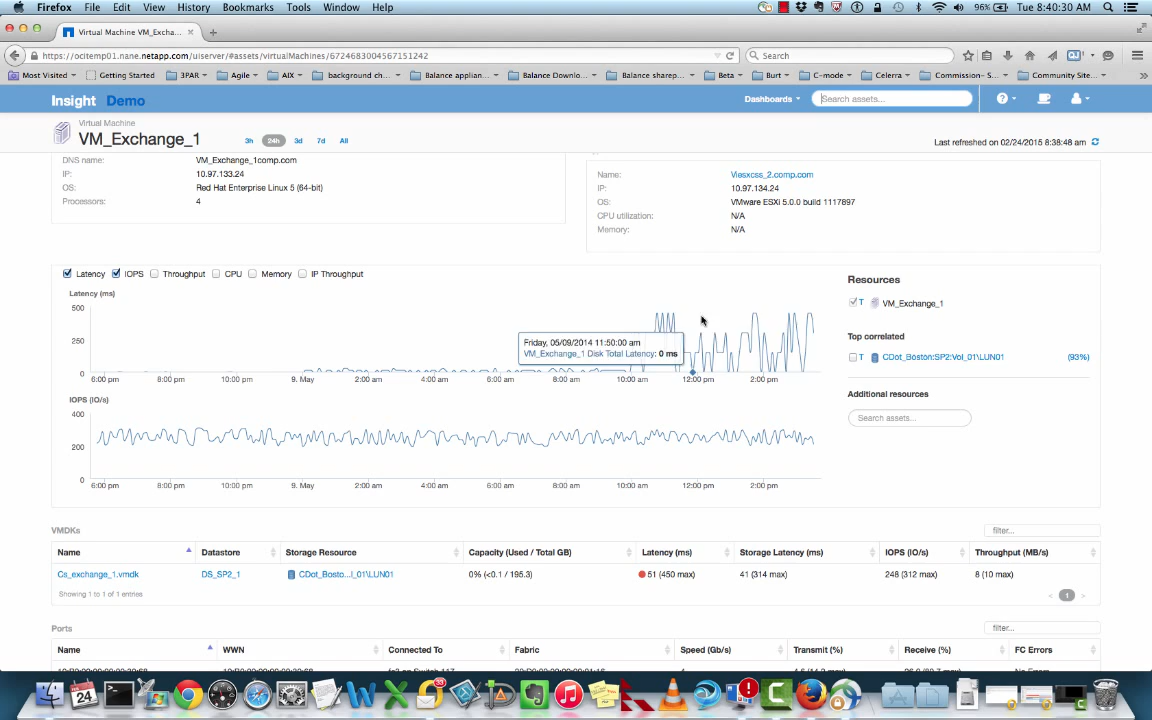 Firefox File Edit View History Bookmarks Tools Window Help 96% Tue 8:40:30 AM
Virtual Machine VM_Excha...
https://ocitemp01.nane.netapp.com/uiserver/#assets/virtualMachines/6724683004567151242 Search
Most Visited Getting Started 3PAR Agile AIX background ch... Balance applian... Balance Downlo... Balance sharep... Beta Burt C-mode Celerra Commission- S... Community Site...
Insight Demo Dashboards Search assets...
Virtual Machine
VM_Exchange_1 3h 24h 3d 7d All Last refreshed on 02/24/2015 8:38:48 am
DNS name: VM_Exchange_1comp.com
IP: 10.97.133.24
OS: Red Hat Enterprise Linux 5 (64-bit)
Processors: 4
Name: Viesxcss_2.comp.com
IP: 10.97.134.24
OS: VMware ESXi 5.0.0 build 1117897
CPU utilization: N/A
Memory: N/A
Latency IOPS Throughput CPU Memory IP Throughput
Latency (ms)
500
250
0
6:00 pm 8:00 pm 10:00 pm 9. May 2:00 am 4:00 am 6:00 am 8:00 am 10:00 am 12:00 pm 2:00 pm
Friday, 05/09/2014 11:50:00 am
VM_Exchange_1 Disk Total Latency: 0 ms
IOPS (IO/s)
400
200
0
6:00 pm 8:00 pm 10:00 pm 9. May 2:00 am 4:00 am 6:00 am 8:00 am 10:00 am 12:00 pm 2:00 pm
Resources
T VM_Exchange_1
Top correlated
T CDot_Boston:SP2:Vol_01\LUN01 (93%)
Additional resources
Search assets...
VMDKs filter...
Name Datastore Storage Resource Capacity (Used / Total GB) Latency (ms) Storage Latency (ms) IOPS (IO/s) Throughput (MB/s)
Cs_exchange_1.vmdk DS_SP2_1 CDot_Bosto...l_01\LUN01 0% (<0.1 / 195.3) 51 (450 max) 41 (314 max) 248 (312 max) 8 (10 max)
Showing 1 to 1 of 1 entries < 1 >
Ports filter...
Name WWN Connected To Fabric Speed (Gb/s) Transmit (%) Receive (%) FC Errors